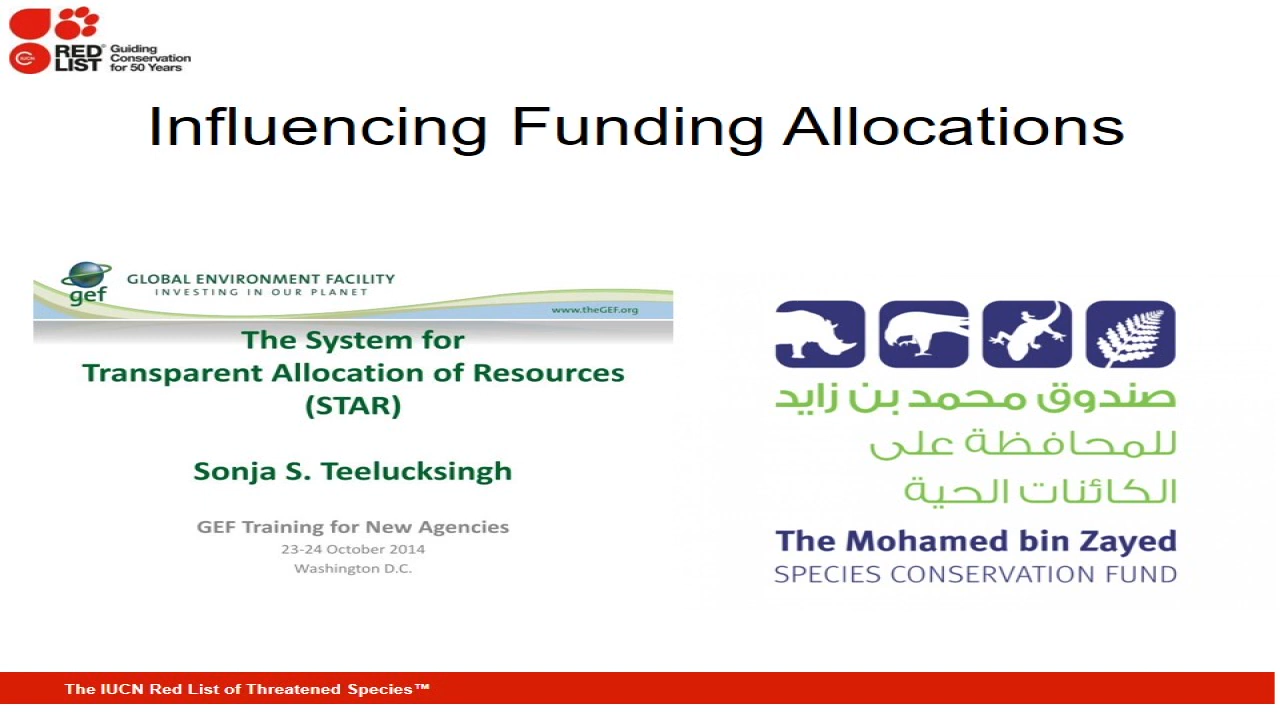 RED LIST
Guiding
Conservation
for 50 Years
IUCN
Influencing Funding Allocations
gef
GLOBAL ENVIRONMENT FACILITY
INVESTING IN OUR PLANET
www.theGEF.org
The System for
Transparent Allocation of Resources
(STAR)
Sonja S. Teelucksingh
GEF Training for New Agencies
23-24 October 2014
Washington D.C.
صندوق محمد بن زايد
للمحافظة على
الكائنات الحية
The Mohamed bin Zayed
SPECIES CONSERVATION FUND
The IUCN Red List of Threatened Species™